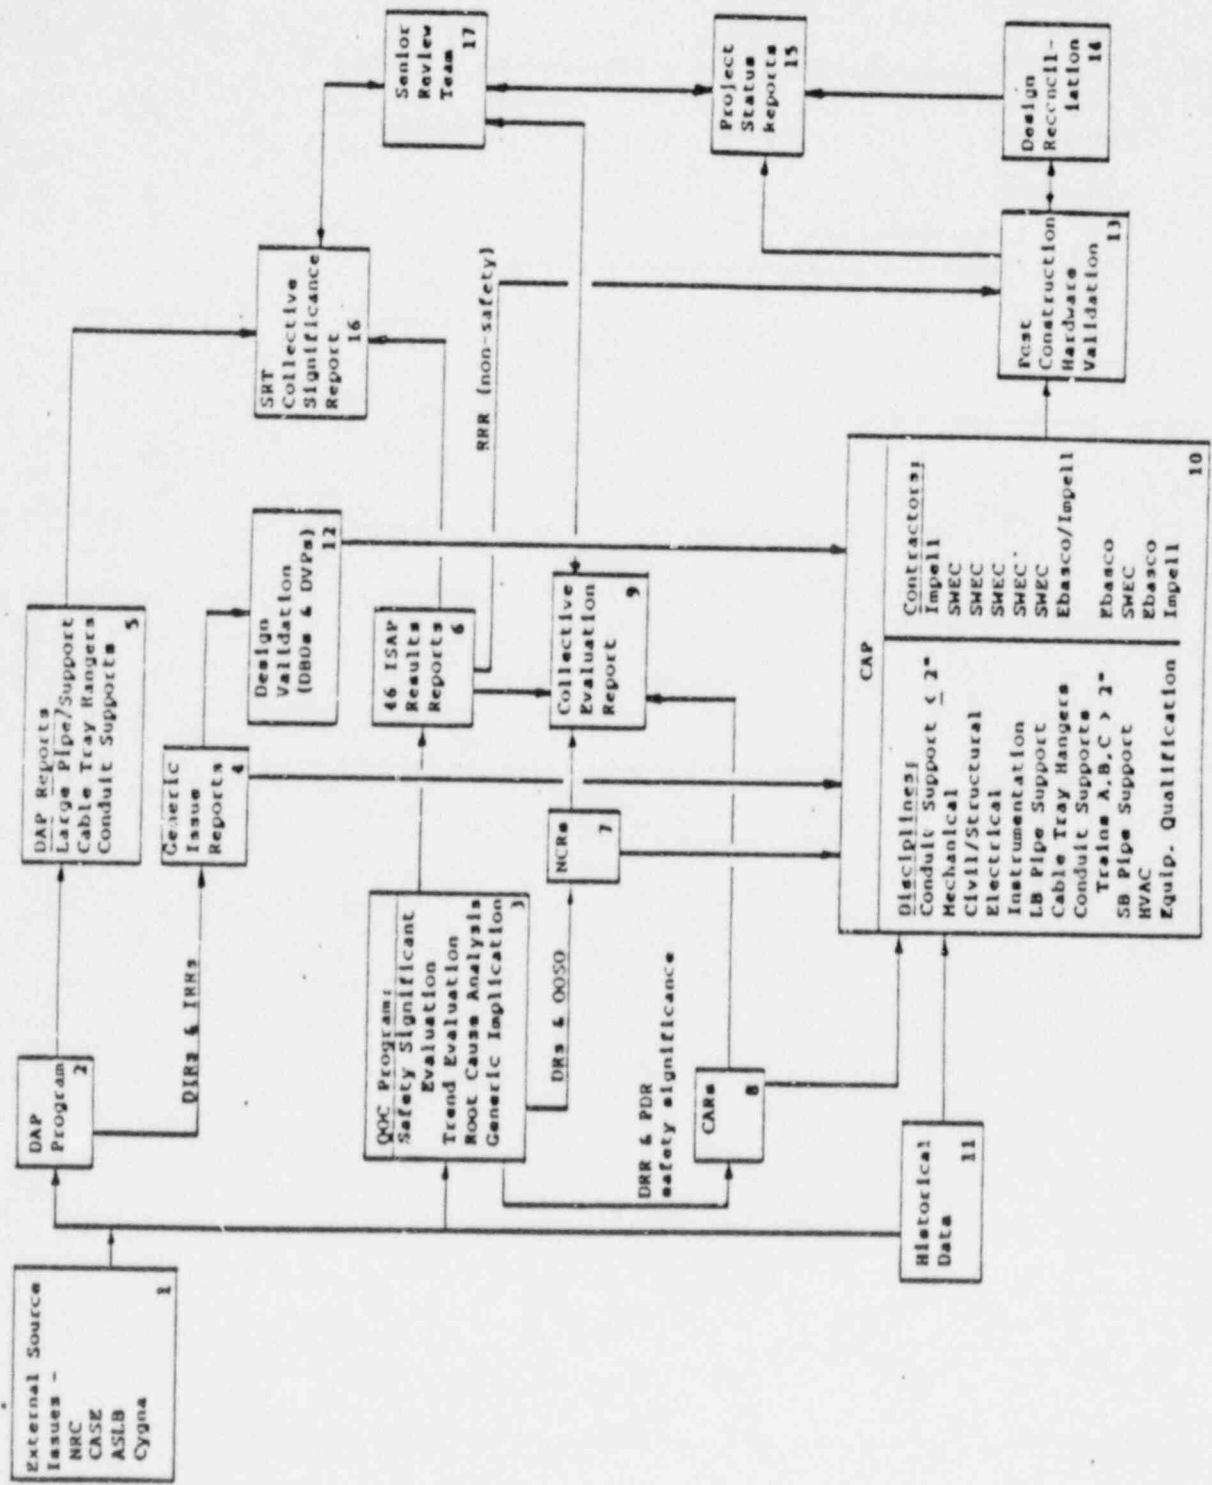 External Source
Issues -
NRC
CASE
ASLB
Cygna
1
DAP
Program
2
DIRs & IRRs
DAP Reports
Large Pipe/Support
Cable Tray Hangers
Conduit Supports
5
Generic
Issue
Reports
4
Design
Validation
(DBDs & DVPs)
12
SRT
Collective
Significance
Report
16
Senior
Review
Team
17
QOC Program:
Safety Significant
Evaluation
Trend Evaluation
Root Cause Analysis
Generic Implication
3
46 ISAP
Results
Reports
6
RRR (non-safety)
DRs & OOSO
NCRs
7
Collective
Evaluation
Report
9
DRR & PDR
safety significance
CARs
8
Historical
Data
11
CAP
Disciplines;
Conduit Support ≤ 2"
Mechanical
Civil/Structural
Electrical
Instrumentation
LB Pipe Support
Cable Tray Hangers
Conduit Supports
Trains A,B,C > 2"
SB Pipe Support
HVAC
Equip. Qualification
Contractors;
Impell
SWEC
SWEC
SWEC
SWEC
SWEC
Ebasco/Impell
Ebasco
SWEC
Ebasco
Impell
10
Post
Construction
Hardware
Validation
13
Design
Reconcil-
iation
14
Project
Status
Reports
15